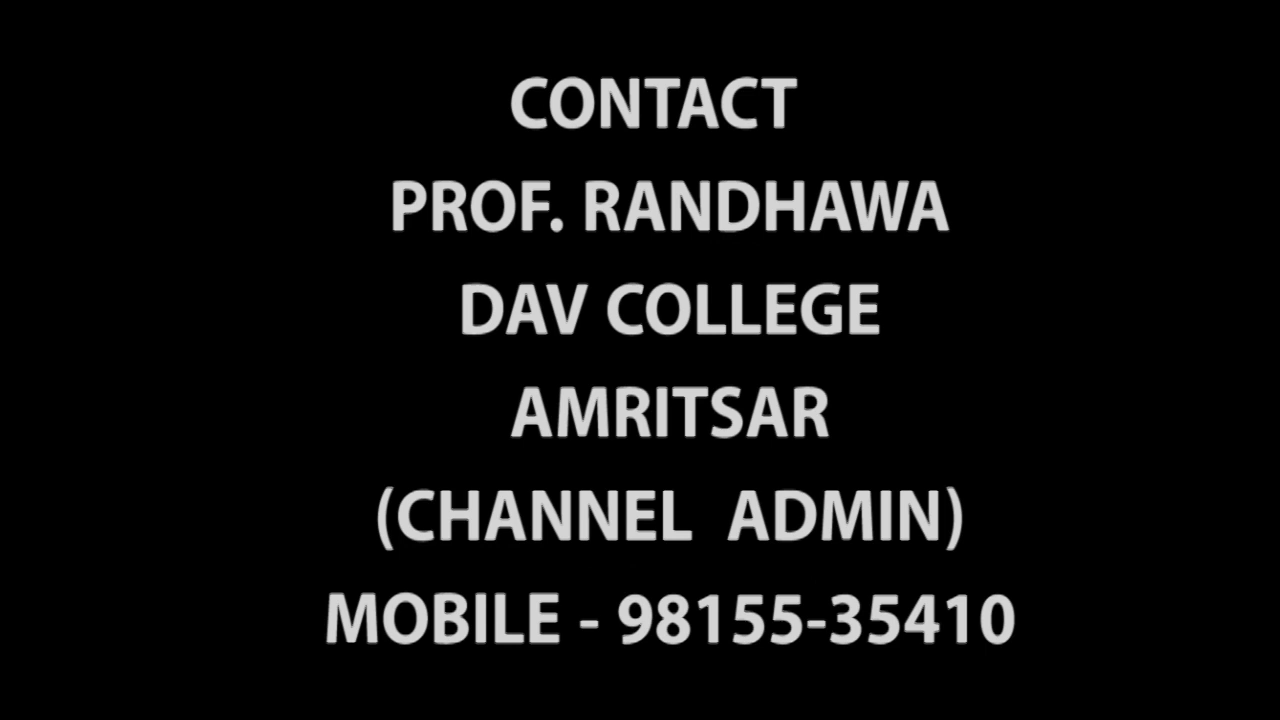 CONTACT
PROF. RANDHAWA
DAV COLLEGE
AMRITSAR
(CHANNEL ADMIN)
MOBILE - 98155-35410